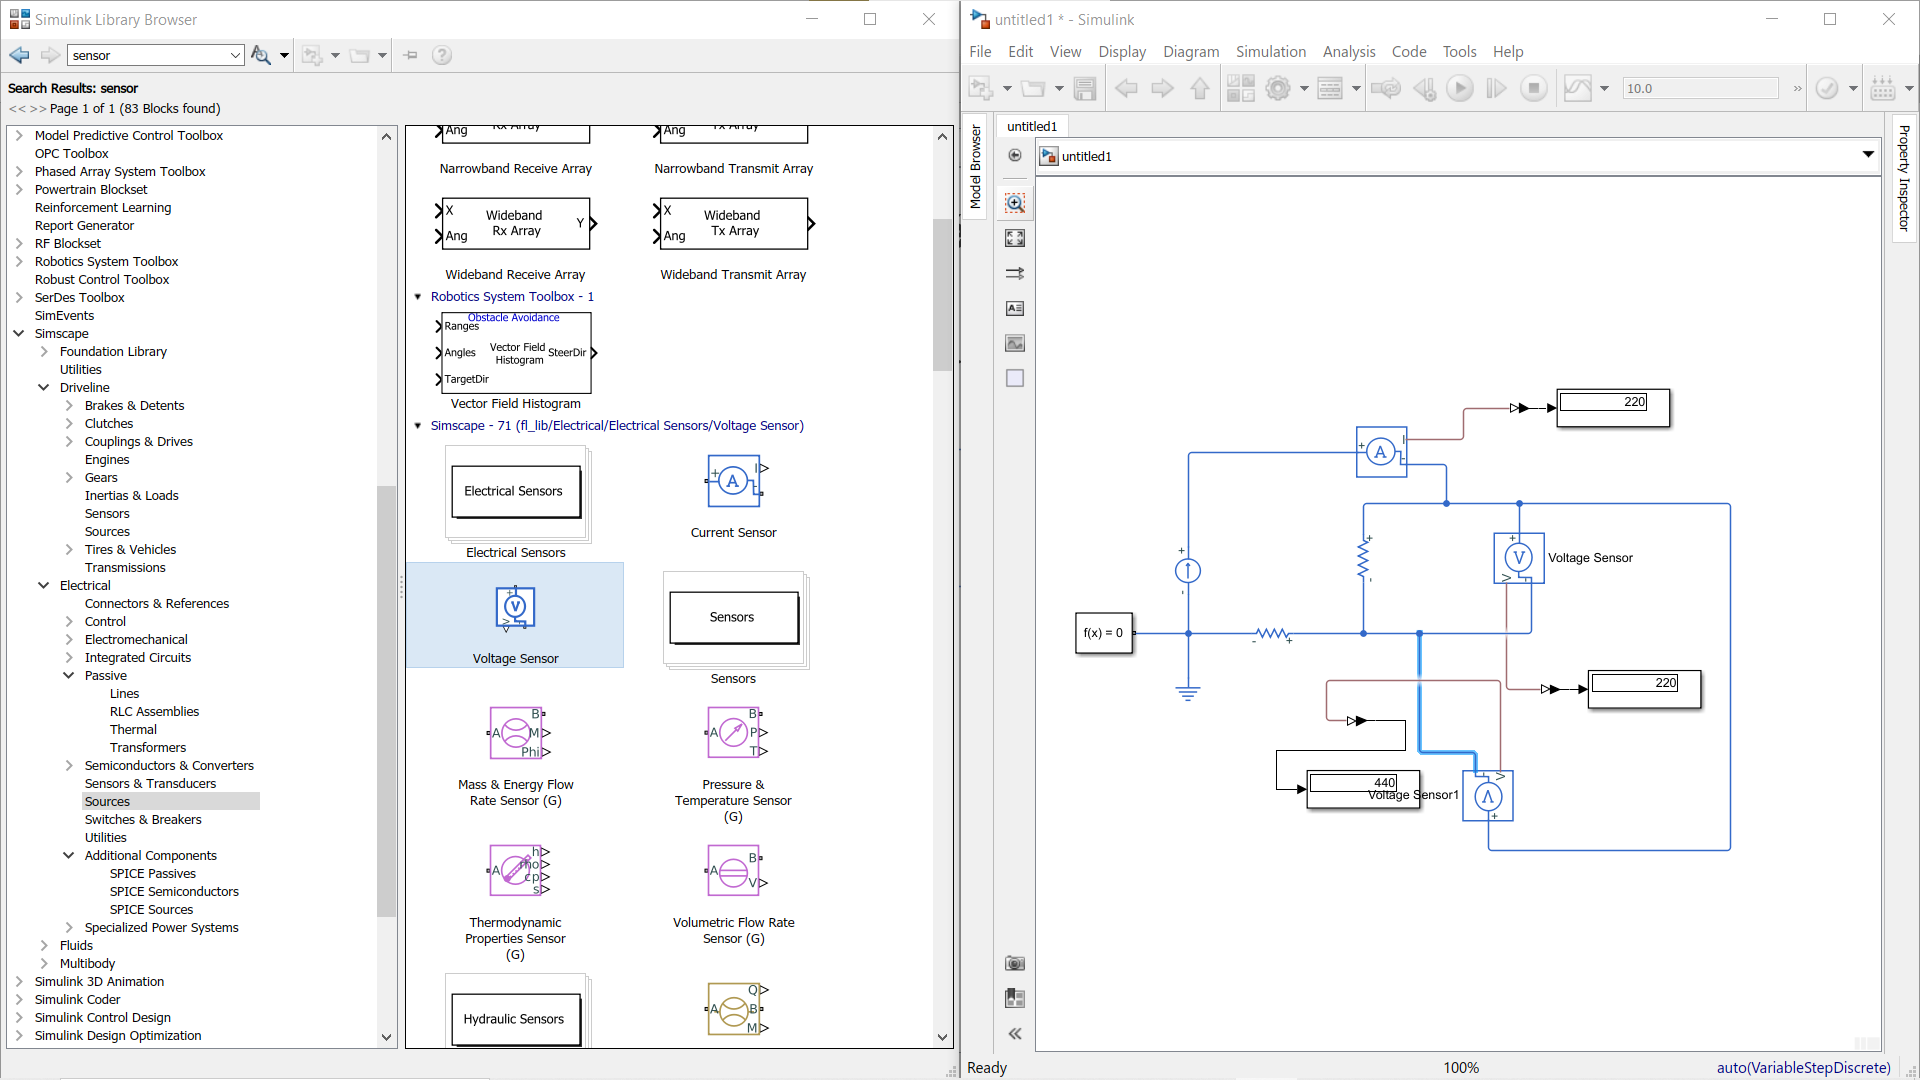 Simulink Library Browser
sensor
Search Results: sensor
<< >> Page 1 of 1 (83 Blocks found)
Model Predictive Control Toolbox
OPC Toolbox
Phased Array System Toolbox
Powertrain Blockset
Reinforcement Learning
Report Generator
RF Blockset
Robotics System Toolbox
Robust Control Toolbox
SerDes Toolbox
SimEvents
Simscape
Foundation Library
Utilities
Driveline
Brakes & Detents
Clutches
Couplings & Drives
Engines
Gears
Inertias & Loads
Sensors
Sources
Tires & Vehicles
Transmissions
Electrical
Connectors & References
Control
Electromechanical
Integrated Circuits
Passive
Lines
RLC Assemblies
Thermal
Transformers
Semiconductors & Converters
Sensors & Transducers
Sources
Switches & Breakers
Utilities
Additional Components
SPICE Passives
SPICE Semiconductors
SPICE Sources
Specialized Power Systems
Fluids
Multibody
Simulink 3D Animation
Simulink Coder
Simulink Control Design
Simulink Design Optimization
Ang Rx Array
Ang Tx Array
Narrowband Receive Array
Narrowband Transmit Array
X
Ang
Wideband
Rx Array
Y
X
Ang
Wideband
Tx Array
Wideband Receive Array
Wideband Transmit Array
Robotics System Toolbox - 1
Obstacle Avoidance
Ranges
Angles
TargetDir
Vector Field
Histogram
SteerDir
Vector Field Histogram
Simscape - 71 (fl_lib/Electrical/Electrical Sensors/Voltage Sensor)
Electrical Sensors
Electrical Sensors
+ A I -
Current Sensor
+ V V -
Voltage Sensor
Sensors
Sensors
A B M Phi
Mass & Energy Flow
Rate Sensor (G)
A B P T
Pressure &
Temperature Sensor
(G)
A h rho cp s
Thermodynamic
Properties Sensor
(G)
A B V
Volumetric Flow Rate
Sensor (G)
Hydraulic Sensors
A Q B M
untitled1 * - Simulink
File Edit View Display Diagram Simulation Analysis Code Tools Help
10.0
»
Model Browser
untitled1
untitled1
Property Inspector
220
+ A I -
+ -
+ -
+ V V -
Voltage Sensor
f(x) = 0
- +
220
440
Voltage Sensor1
- V V +
Ready
100%
auto(VariableStepDiscrete)